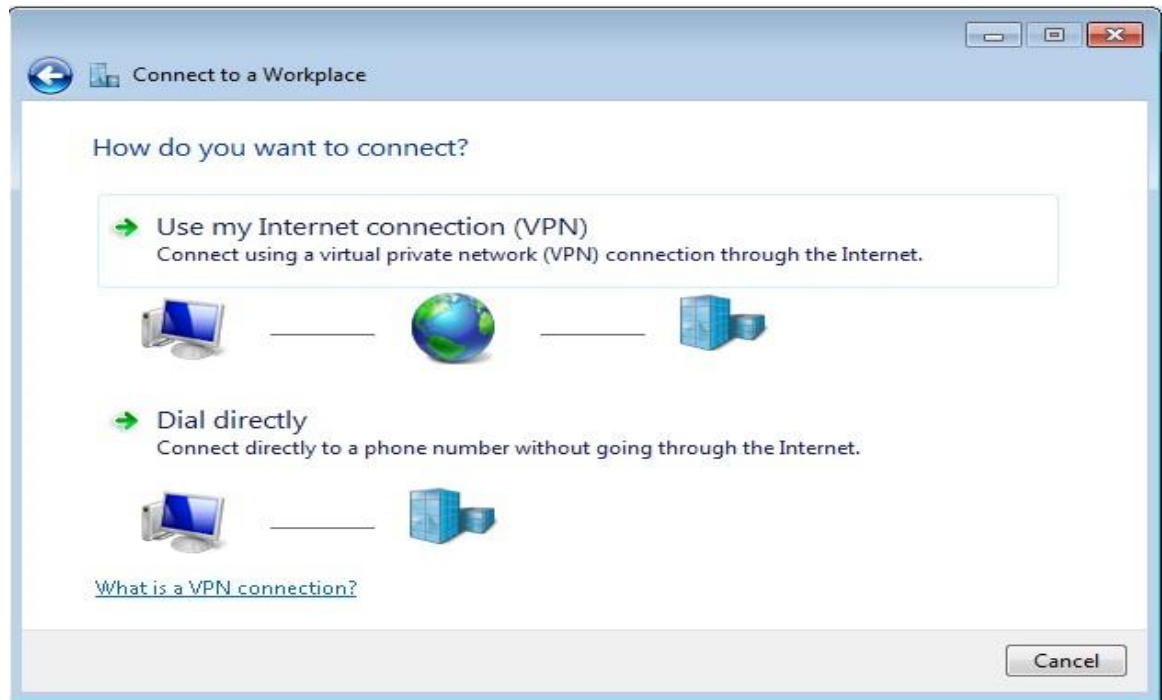 Connect to a Workplace
How do you want to connect?
Use my Internet connection (VPN)
Connect using a virtual private network (VPN) connection through the Internet.
Dial directly
Connect directly to a phone number without going through the Internet.
What is a VPN connection?
Cancel